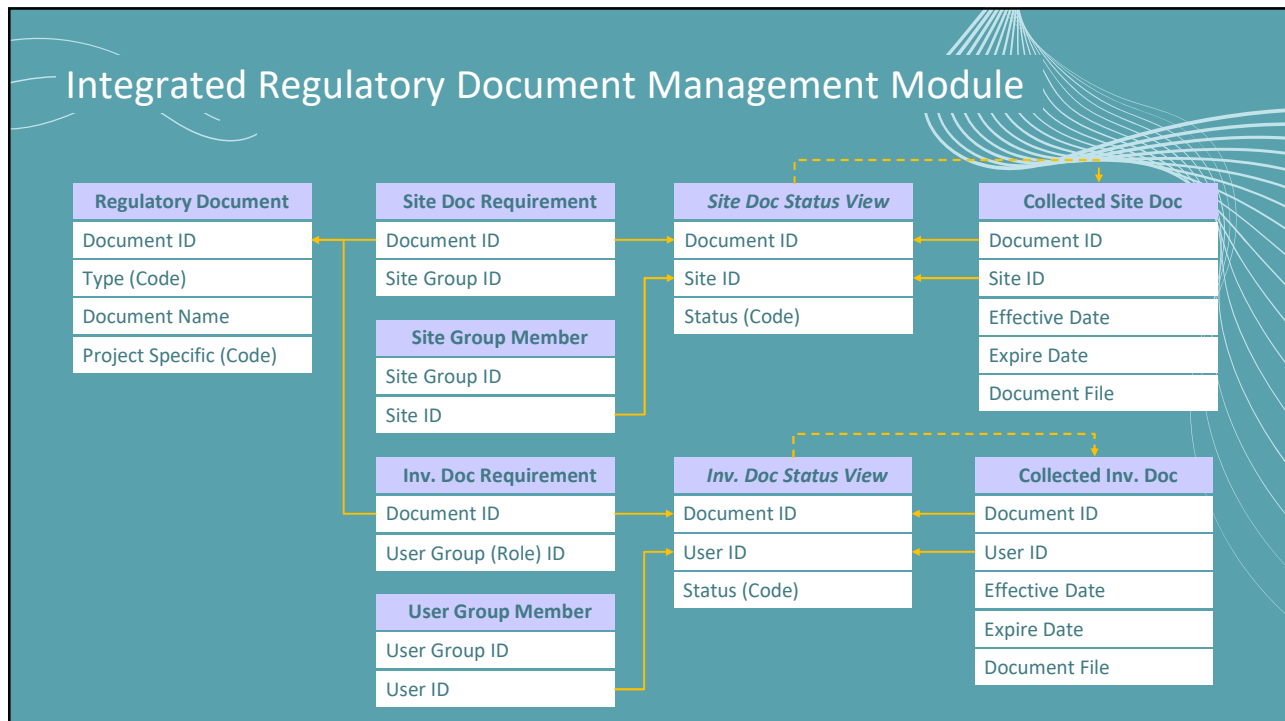 Integrated Regulatory Document Management Module
Regulatory Document
Document ID
Type (Code)
Document Name
Project Specific (Code)
Site Doc Requirement
Document ID
Site Group ID
Site Group Member
Site Group ID
Site ID
Inv. Doc Requirement
Document ID
User Group (Role) ID
User Group Member
User Group ID
User ID
Site Doc Status View
Document ID
Site ID
Status (Code)
Inv. Doc Status View
Document ID
User ID
Status (Code)
Collected Site Doc
Document ID
Site ID
Effective Date
Expire Date
Document File
Collected Inv. Doc
Document ID
User ID
Effective Date
Expire Date
Document File